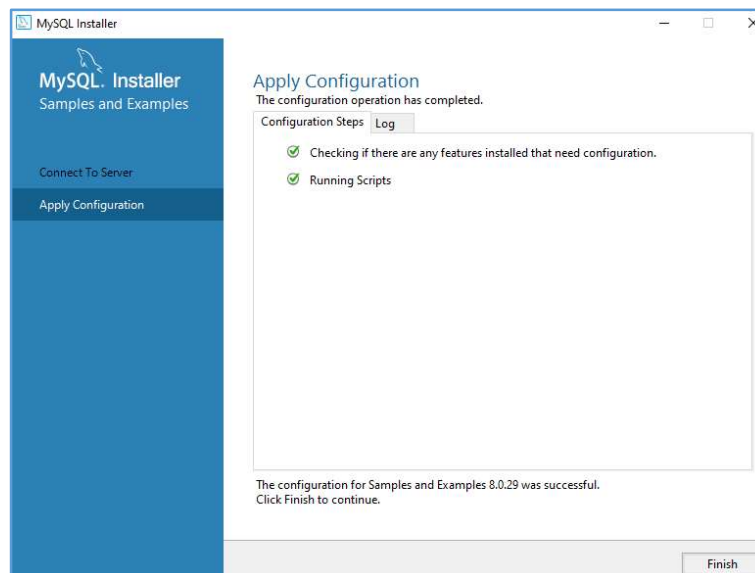 MySQL Installer
MySQL. Installer
Samples and Examples
Connect To Server
Apply Configuration
Apply Configuration
The configuration operation has completed.
Configuration Steps
Log
Checking if there are any features installed that need configuration.
Running Scripts
The configuration for Samples and Examples 8.0.29 was successful.
Click Finish to continue.
Finish